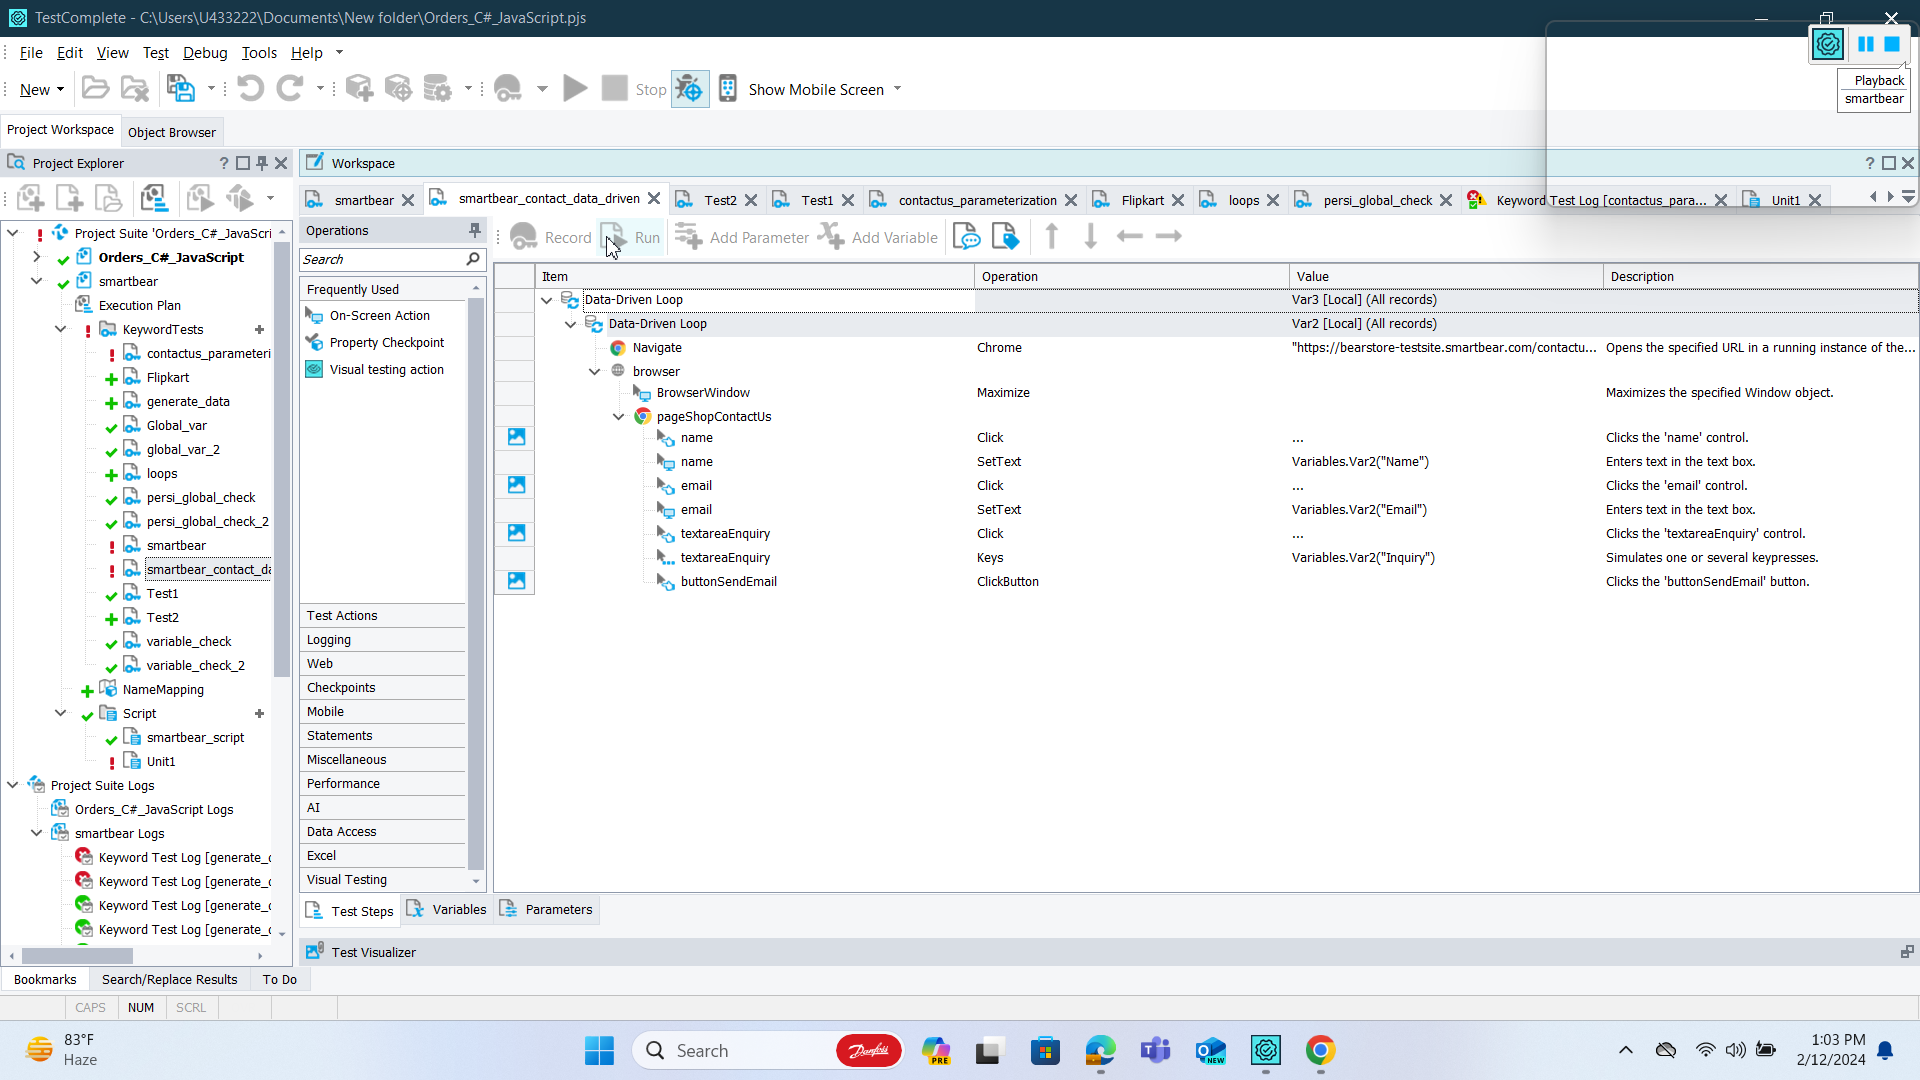 TestComplete - C:\Users\U433222\Documents\New folder\Orders_C#_JavaScript.pjs
File Edit View Test Debug Tools Help
New Stop Show Mobile Screen
Playback
smartbear
Project Workspace Object Browser
Project Explorer ?
Workspace ?
smartbear smartbear_contact_data_driven Test2 Test1 contactus_parameterization Flipkart loops persi_global_check Keyword Test Log [contactus_para... Unit1
Operations
Record Run Add Parameter Add Variable
Search
Frequently Used
On-Screen Action
Property Checkpoint
Visual testing action
Test Actions
Logging
Web
Checkpoints
Mobile
Statements
Miscellaneous
Performance
AI
Data Access
Excel
Visual Testing
Project Suite 'Orders_C#_JavaScri
Orders_C#_JavaScript
smartbear
Execution Plan
KeywordTests
contactus_parameteri
Flipkart
generate_data
Global_var
global_var_2
loops
persi_global_check
persi_global_check_2
smartbear
smartbear_contact_da
Test1
Test2
variable_check
variable_check_2
NameMapping
Script
smartbear_script
Unit1
Project Suite Logs
Orders_C#_JavaScript Logs
smartbear Logs
Keyword Test Log [generate_d
Keyword Test Log [generate_d
Keyword Test Log [generate_d
Keyword Test Log [generate_d
Item Operation Value Description
Data-Driven Loop Var3 [Local] (All records)
Data-Driven Loop Var2 [Local] (All records)
Navigate Chrome "https://bearstore-testsite.smartbear.com/contactu... Opens the specified URL in a running instance of the...
browser
BrowserWindow Maximize Maximizes the specified Window object.
pageShopContactUs
name Click ... Clicks the 'name' control.
name SetText Variables.Var2("Name") Enters text in the text box.
email Click ... Clicks the 'email' control.
email SetText Variables.Var2("Email") Enters text in the text box.
textareaEnquiry Click ... Clicks the 'textareaEnquiry' control.
textareaEnquiry Keys Variables.Var2("Inquiry") Simulates one or several keypresses.
buttonSendEmail ClickButton Clicks the 'buttonSendEmail' button.
Test Steps Variables Parameters
Test Visualizer
Bookmarks Search/Replace Results To Do
CAPS NUM SCRL
83°F
Haze
Search Danfoss
PRE
NEW
1:03 PM
2/12/2024